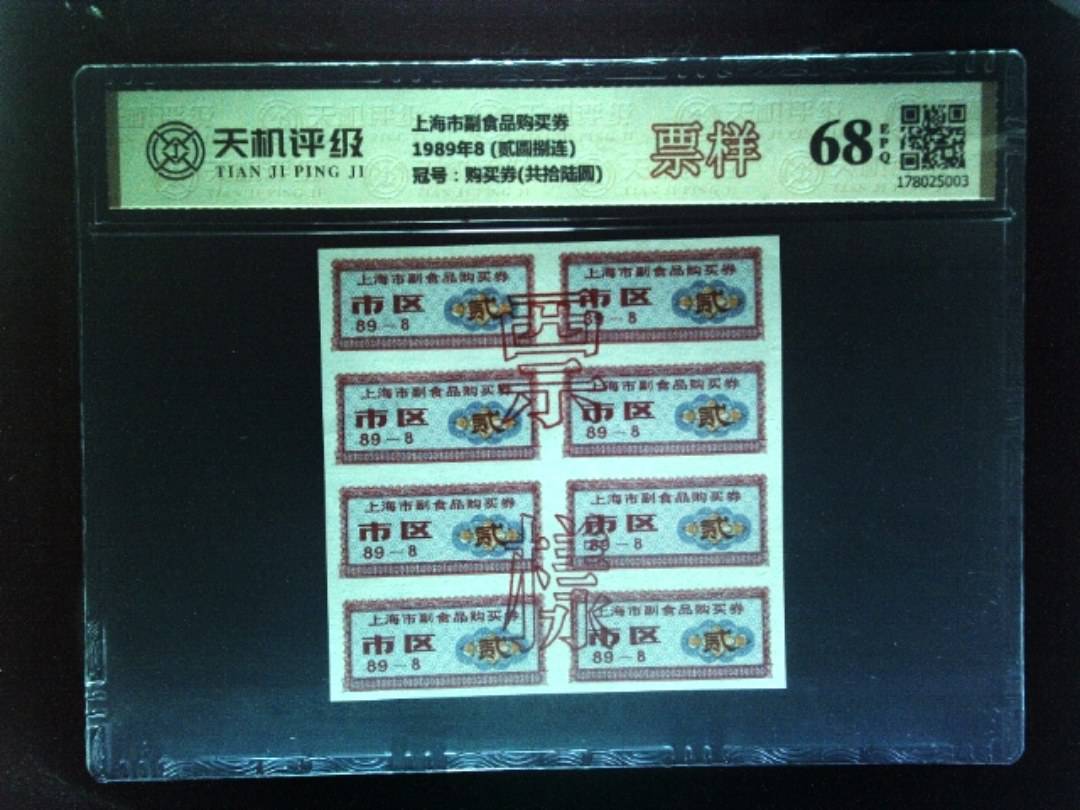 天机评级
TIAN JI PING JI
上海市副食品购买券
1989年8 (贰圆捌连)
冠号：购买券(共拾陆圆)
票样
68
EPQ
178025003
上海市副食品购买券
市区 贰
89－8
上海市副食品购买券
市区 贰
89－8
上海市副食品购买券
市区 贰
89－8
上海市副食品购买券
市区 贰
89－8
上海市副食品购买券
市区 贰
89－8
上海市副食品购买券
市区 贰
89－8
上海市副食品购买券
市区 贰
89－8
上海市副食品购买券
市区 贰
89－8
票样